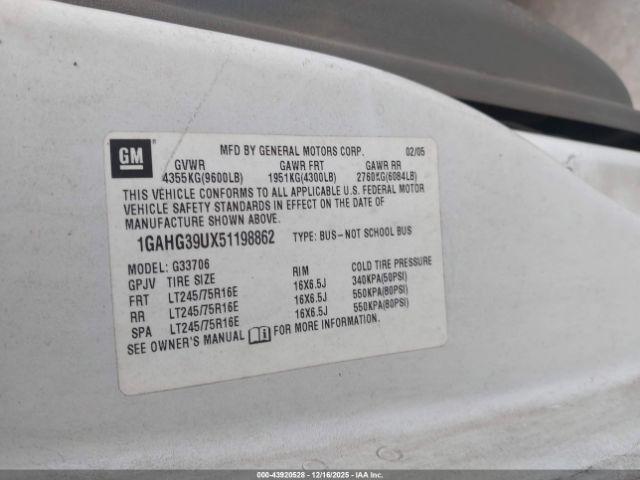 GM
MFD BY GENERAL MOTORS CORP. 02/05
GVWR GAWR FRT GAWR RR
4355KG(9600LB) 1951KG(4300LB) 2760KG(6084LB)
THIS VEHICLE CONFORMS TO ALL APPLICABLE U.S. FEDERAL MOTOR
VEHICLE SAFETY STANDARDS IN EFFECT ON THE DATE OF
MANUFACTURE SHOWN ABOVE.
1GAHG39UX51198862 TYPE: BUS-NOT SCHOOL BUS
MODEL: G33706
GPJV TIRE SIZE RIM COLD TIRE PRESSURE
FRT LT245/75R16E 16X6.5J 340KPA(50PSI)
RR LT245/75R16E 16X6.5J 550KPA(80PSI)
SPA LT245/75R16E 16X6.5J 550KPA(80PSI)
SEE OWNER'S MANUAL FOR MORE INFORMATION.
000-43920528 - 12/16/2025 - IAAI.COM